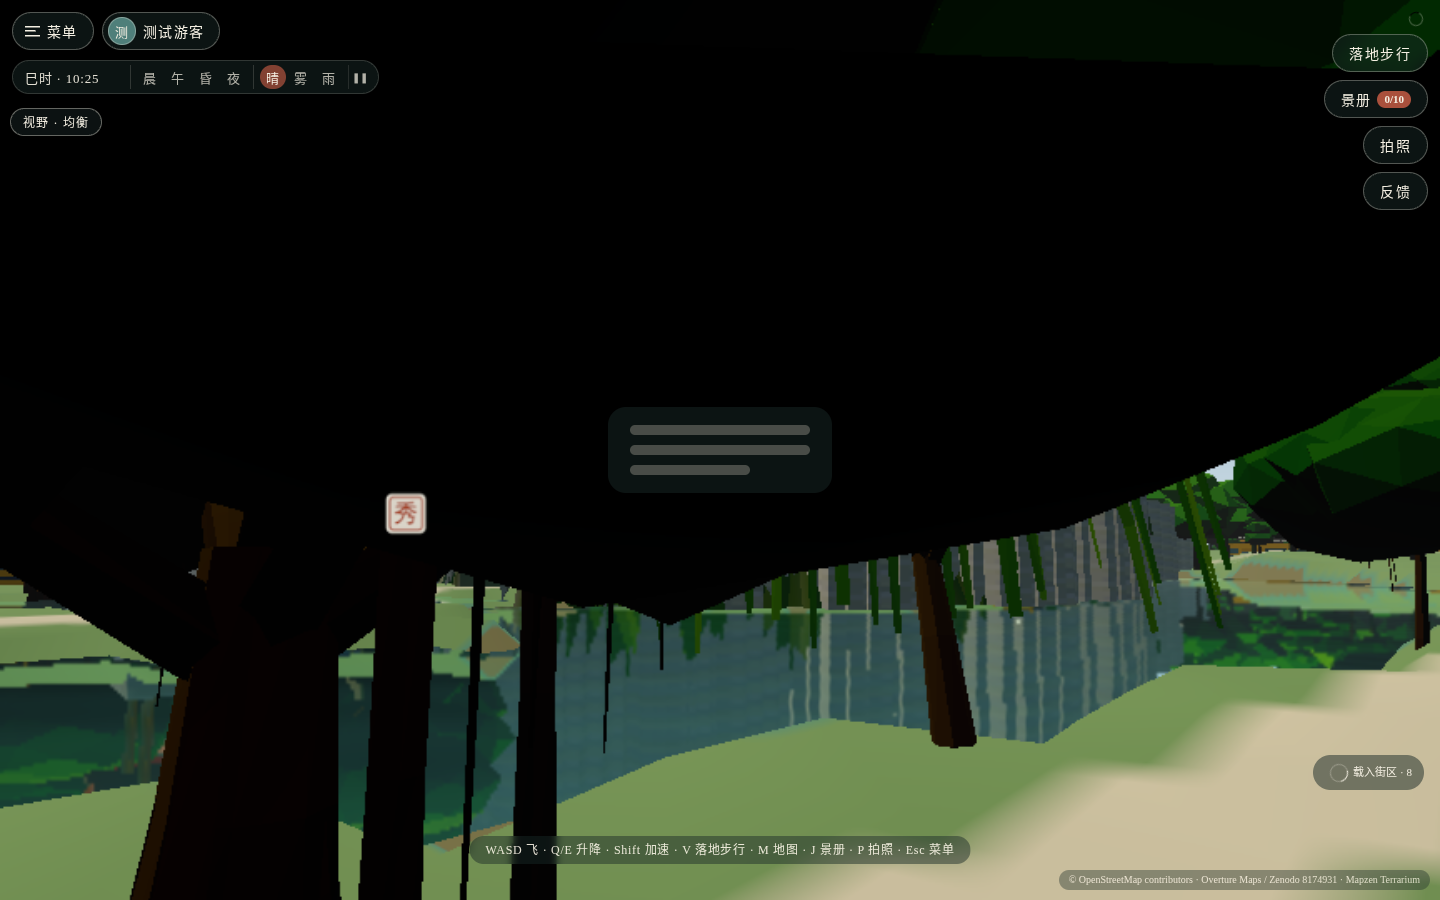 菜单
测 测试游客
落地步行
巳时 · 10:25 晨 午 昏 夜 晴 雾 雨
景册 0/10
视野 · 均衡
拍照
反馈
秀
载入街区 · 8
WASD 飞 · Q/E 升降 · Shift 加速 · V 落地步行 · M 地图 · J 景册 · P 拍照 · Esc 菜单
© OpenStreetMap contributors · Overture Maps / Zenodo 8174931 · Mapzen Terrarium